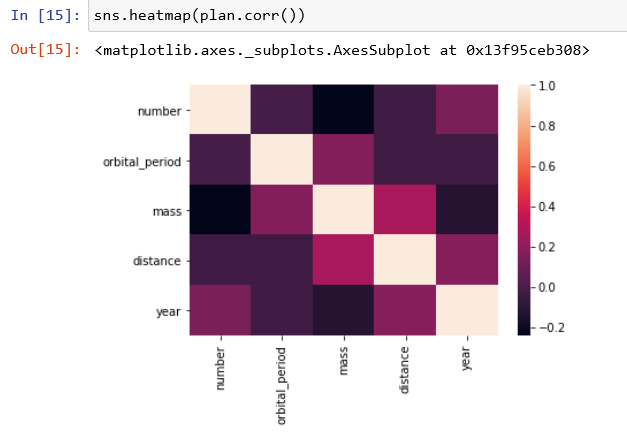 In [15]: sns.heatmap(plan.corr())
Out[15]: <matplotlib.axes._subplots.AxesSubplot at 0x13f95ceb308>
number
orbital_period
mass
distance
year
number
orbital_period
mass
distance
year
1.0
0.8
0.6
0.4
0.2
0.0
−0.2